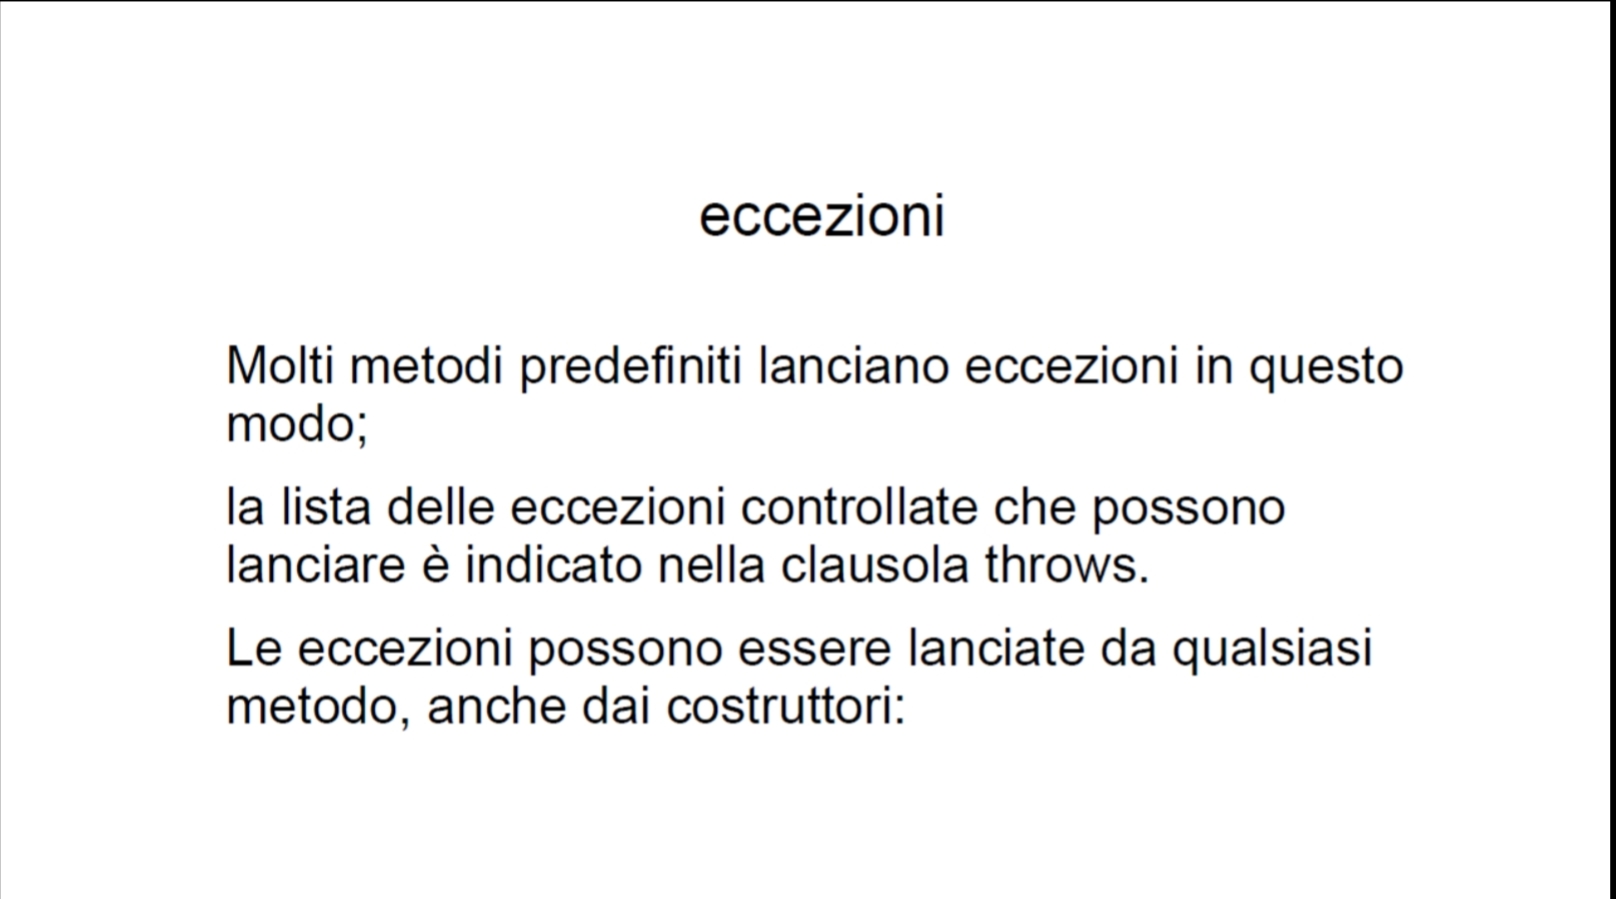 eccezioni
Molti metodi predefiniti lanciano eccezioni in questo
modo;
la lista delle eccezioni controllate che possono
lanciare è indicato nella clausola throws.
Le eccezioni possono essere lanciate da qualsiasi
metodo, anche dai costruttori: